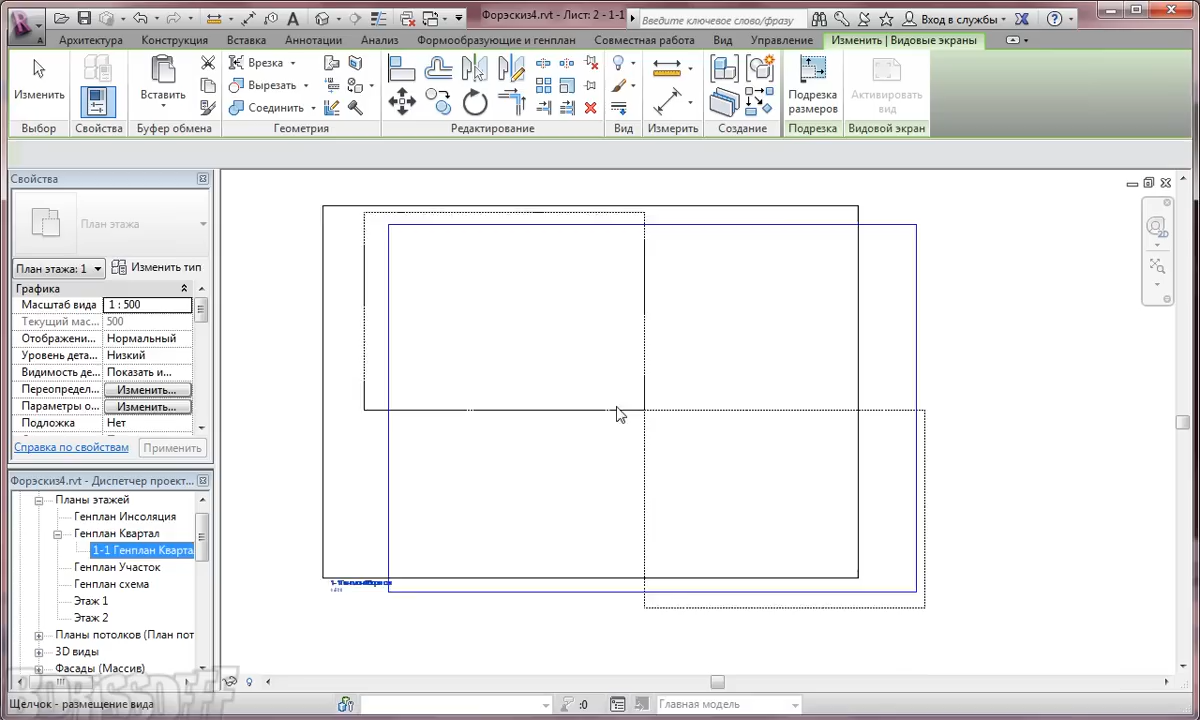 Форэскиз4.rvt - Лист: 2 - 1-1
Введите ключевое слово/фразу
Вход в службы
Архитектура Конструкция Вставка Аннотации Анализ Формообразующие и генплан Совместная работа Вид Управление Изменить | Видовые экраны
Врезка
Вырезать
Соединить
Изменить
Вставить
Подрезка размеров
Активировать вид
Выбор Свойства Буфер обмена Геометрия Редактирование Вид Измерить Создание Подрезка Видовой экран
Свойства
План этажа
План этажа: 1 Изменить тип
Графика
Масштаб вида 1 : 500
Текущий мас... 500
Отображени... Нормальный
Уровень дета... Низкий
Видимость де... Показать и...
Переопредел... Изменить...
Параметры о... Изменить...
Подложка Нет
Справка по свойствам Применить
Форэскиз4.rvt - Диспетчер проект...
Планы этажей
Генплан Инсоляция
Генплан Квартал
1-1 Генплан Кварта
Генплан Участок
Генплан схема
Этаж 1
Этаж 2
Планы потолков (План пот
3D виды
Фасады (Массив)
BORISSOFF
Щелчок - размещение вида
:0
Главная модель
2D